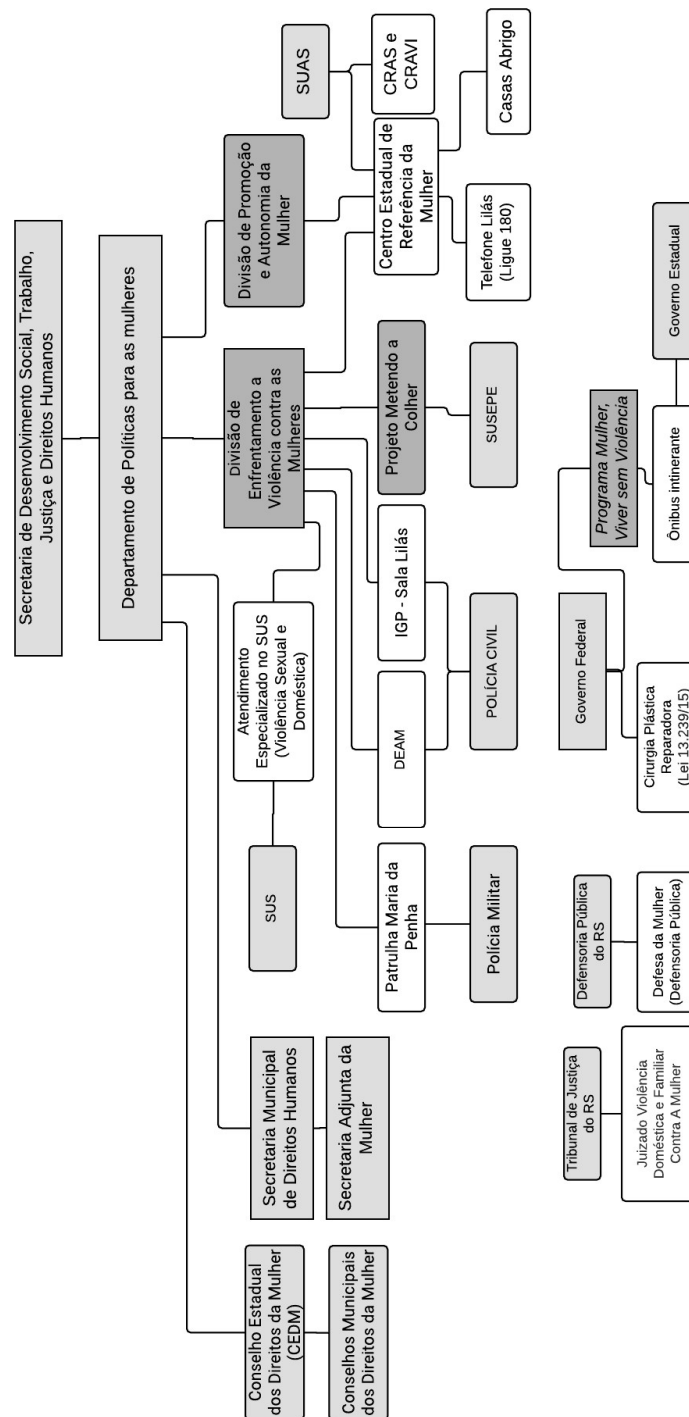 Secretaria de Desenvolvimento Social, Trabalho,
Justiça e Direitos Humanos
Departamento de Políticas para as mulheres
Conselho Estadual
dos Direitos da Mulher
(CEDM)
Conselhos Municipais
dos Direitos da Mulher
Secretaria Municipal
de Direitos Humanos
Secretaria Adjunta da
Mulher
SUS
Atendimento
Especializado no SUS
(Violência Sexual e
Doméstica)
Divisão de
Enfrentamento a
Violência contra as
Mulheres
Divisão de Promoção
e Autonomia da
Mulher
SUAS
Patrulha Maria da
Penha
DEAM
IGP - Sala Lilás
Projeto Metendo a
Colher
Centro Estadual de
Referência da
Mulher
CRAS e
CRAVI
Polícia Militar
POLÍCIA CIVIL
SUSEPE
Telefone Lilás
(Ligue 180)
Casas Abrigo
Tribunal de Justiça
do RS
Juizado Violência
Doméstica e Familiar
Contra A Mulher
Defensoria Pública
do RS
Defesa da Mulher
(Defensoria Pública)
Governo Federal
Cirurgia Plástica
Reparadora
(Lei 13.239/15)
Programa Mulher,
Viver sem Violência
Ônibus intinerante
Governo Estadual